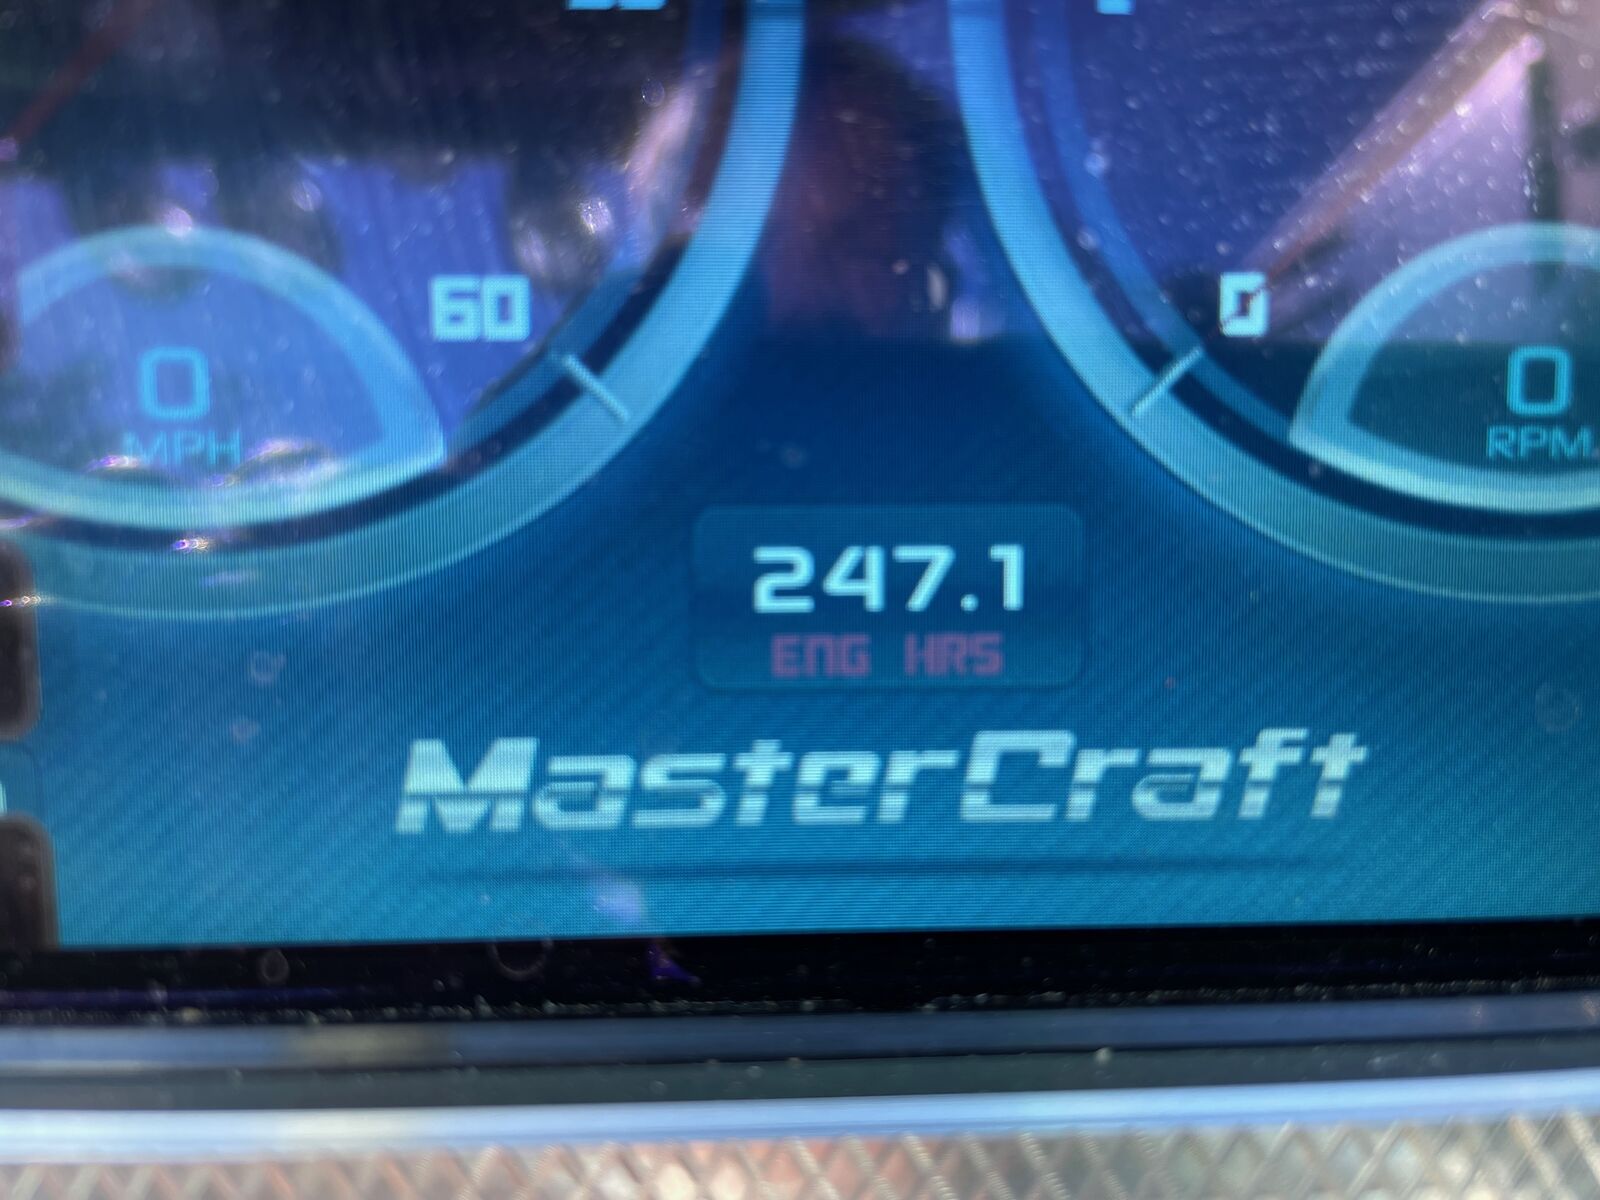 60
0
0
MPH
0
RPM
247.1
ENG HRS
MasterCraft